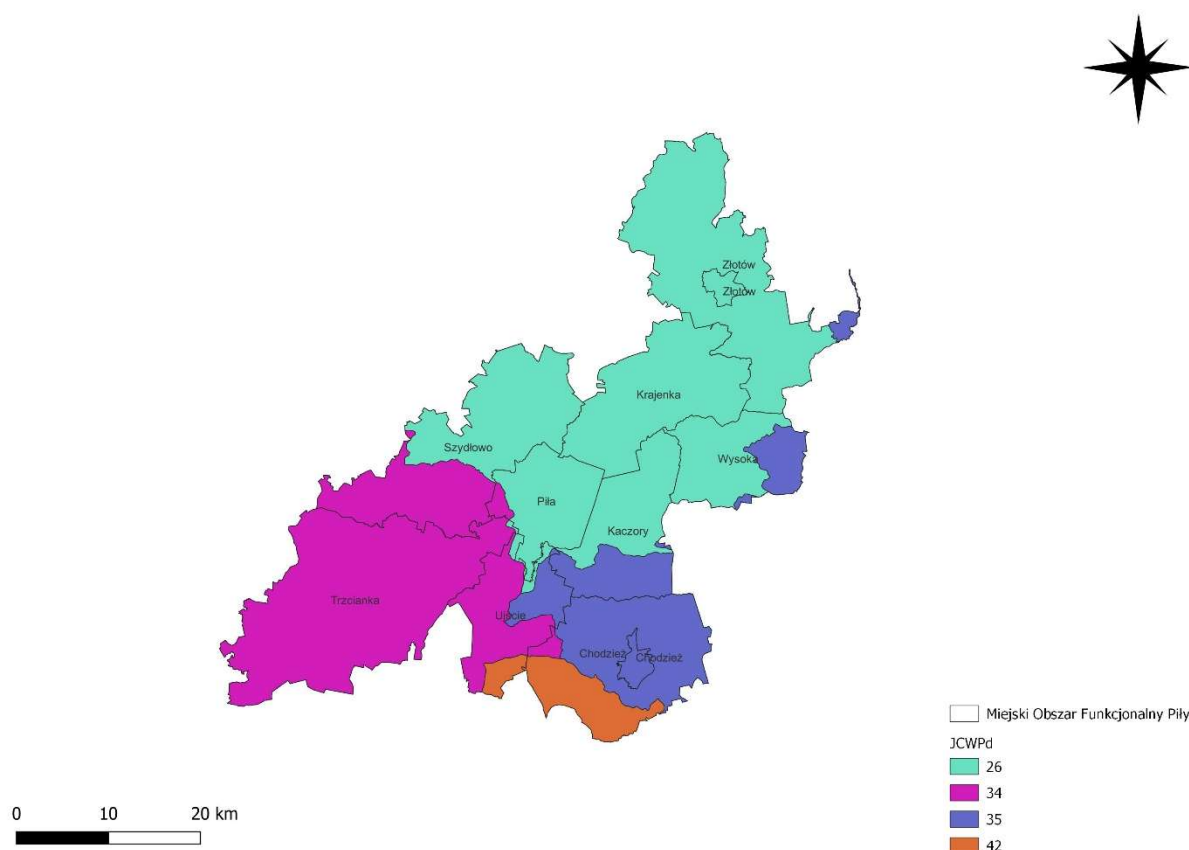 Złotów
Złotów
Krajenka
Szydłowo
Wysoka
Piła
Kaczory
Trzcianka
Ujście
Chodzież
Chodzież
Miejski Obszar Funkcjonalny Piły
JCWPd
26
34
35
42
0 10 20 km